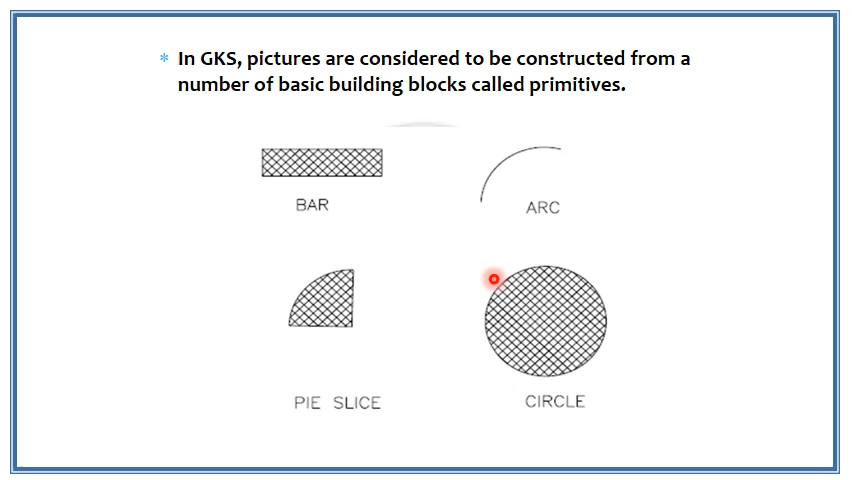 * In GKS, pictures are considered to be constructed from a
number of basic building blocks called primitives.
BAR
ARC
PIE SLICE
CIRCLE